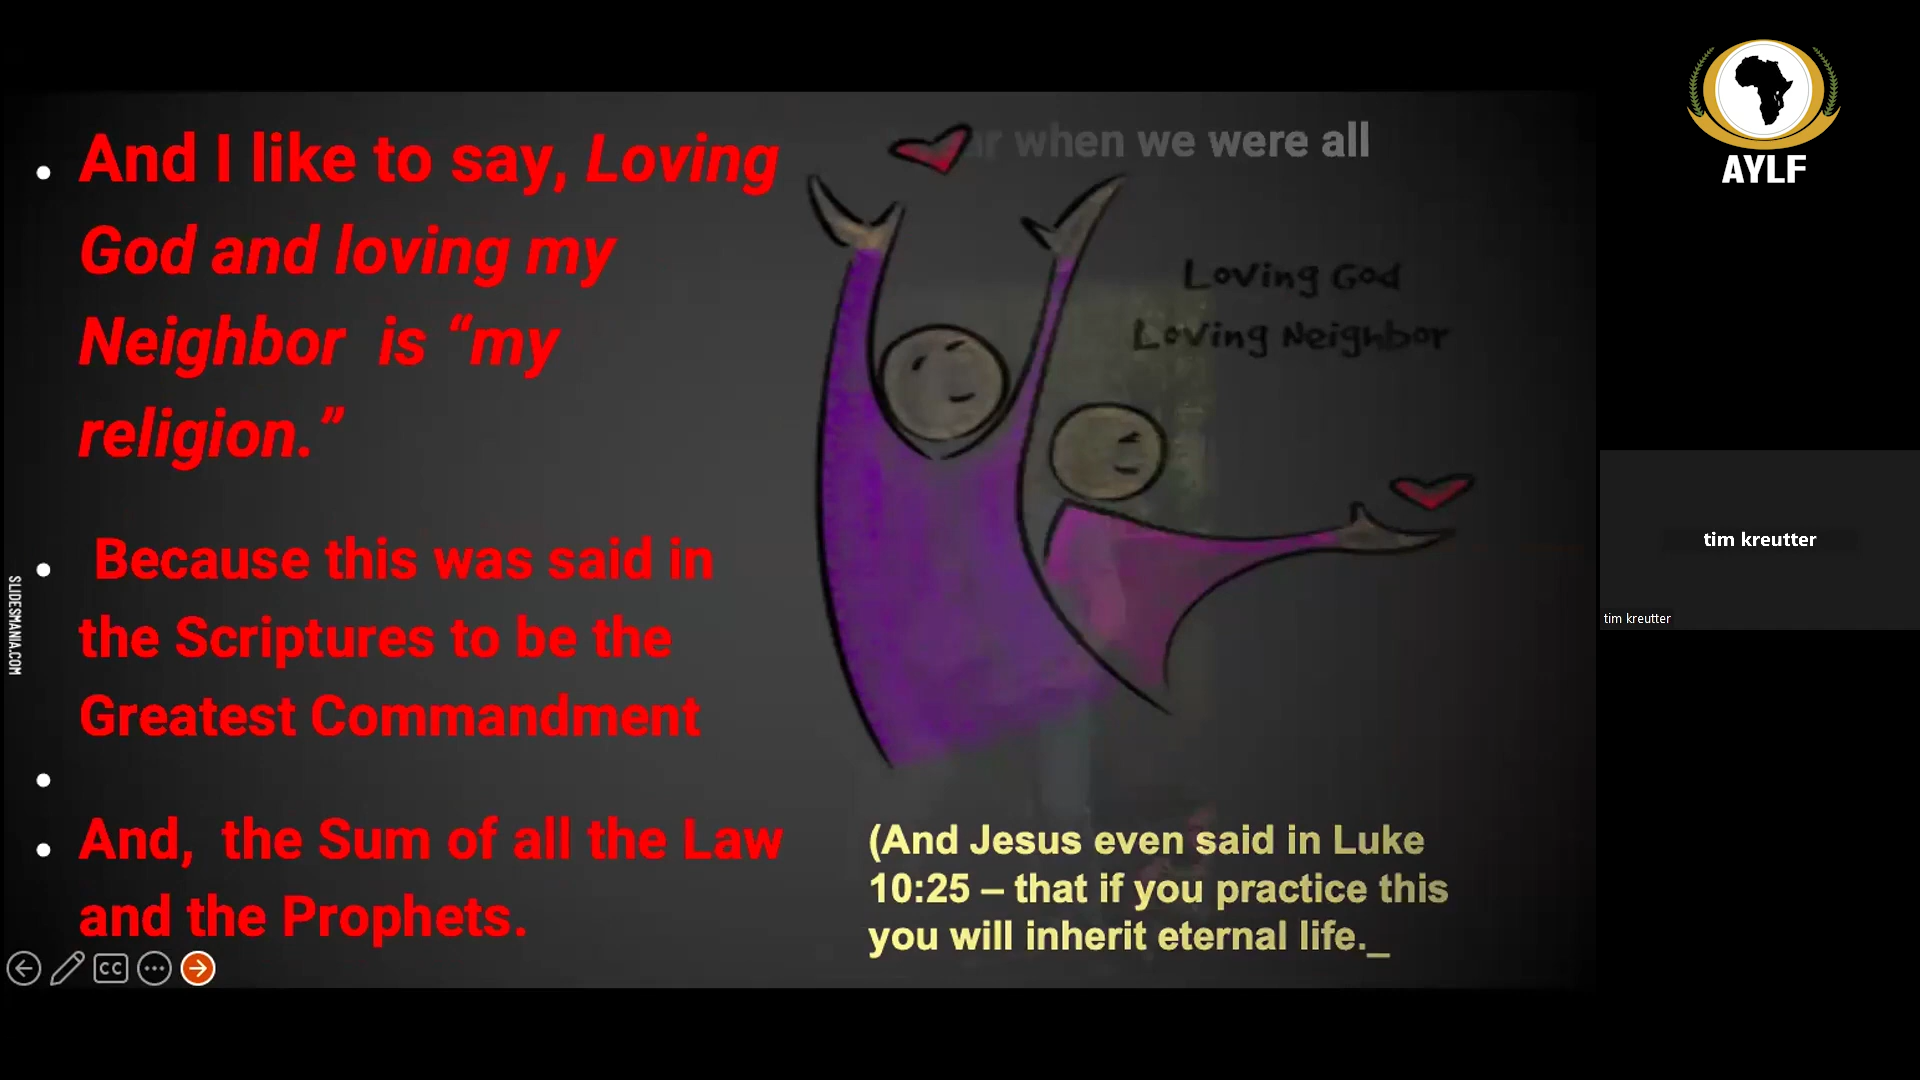 And I like to say, Loving
God and loving my
Neighbor is “my
religion.”
Because this was said in
the Scriptures to be the
Greatest Commandment
And, the Sum of all the Law
and the Prophets.
when we were all
Loving God
Loving Neighbor
(And Jesus even said in Luke
10:25 – that if you practice this
you will inherit eternal life._
SLIDESMANIA.COM
CC
AYLF
tim kreutter
tim kreutter